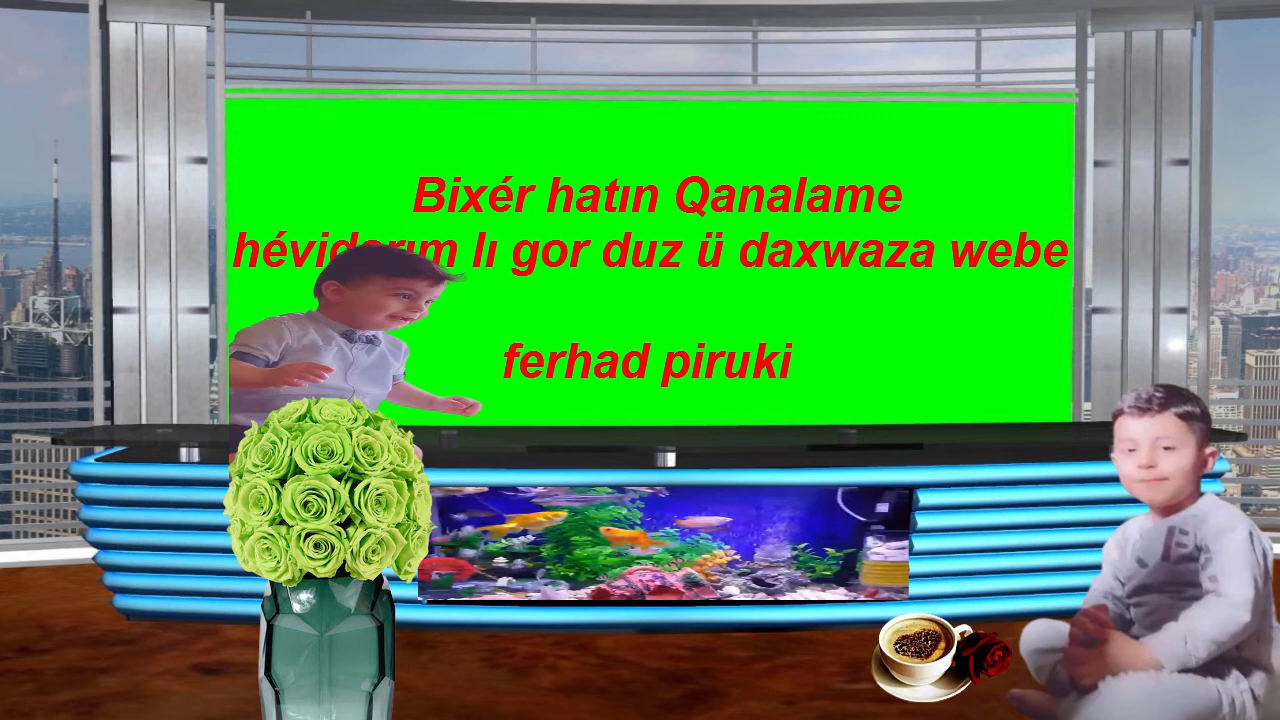 Bixér hatın Qanalame
lı gor duz ü daxwaza webe
ferhad piruki